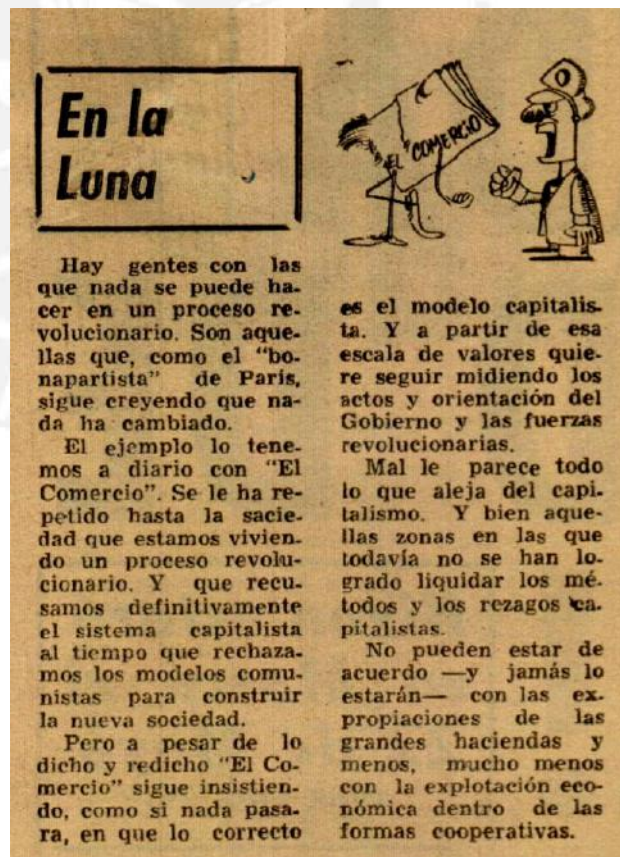 En la
Luna
EL COMERCIO
Hay gentes con las
que nada se puede ha-
cer en un proceso re-
volucionario. Son aque-
llas que, como el "bo-
napartista" de París,
sigue creyendo que na-
da ha cambiado.
El ejemplo lo tene-
mos a diario con "El
Comercio". Se le ha re-
petido hasta la sacie-
dad que estamos vivien-
do un proceso revolu-
cionario. Y que recu-
samos definitivamente
el sistema capitalista
al tiempo que rechaza-
mos los modelos comu-
nistas para construir
la nueva sociedad.
Pero a pesar de lo
dicho y redicho "El Co-
mercio" sigue insistien-
do, como si nada pasa-
ra, en que lo correcto
es el modelo capitalis-
ta. Y a partir de esa
escala de valores quie-
re seguir midiendo los
actos y orientación del
Gobierno y las fuerzas
revolucionarias.
Mal le parece todo
lo que aleja del capi-
talismo. Y bien aque-
llas zonas en las que
todavía no se han lo-
grado liquidar los mé-
todos y los rezagos ca-
pitalistas.
No pueden estar de
acuerdo —y jamás lo
estarán— con las ex-
propiaciones de las
grandes haciendas y
menos, mucho menos
con la explotación eco-
nómica dentro de las
formas cooperativas.